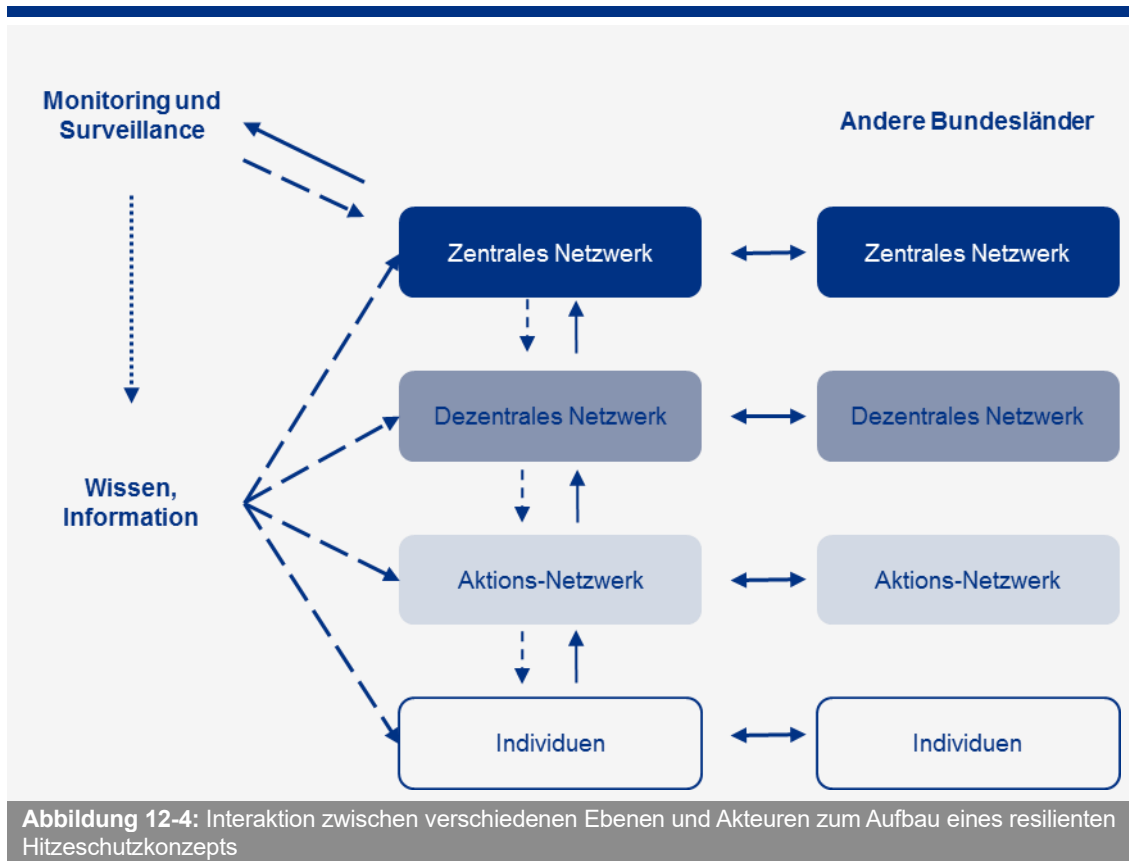 Monitoring und
Surveillance
Andere Bundesländer
Zentrales Netzwerk
Zentrales Netzwerk
Dezentrales Netzwerk
Dezentrales Netzwerk
Wissen,
Information
Aktions-Netzwerk
Aktions-Netzwerk
Individuen
Individuen
Abbildung 12-4: Interaktion zwischen verschiedenen Ebenen und Akteuren zum Aufbau eines resilienten
Hitzeschutzkonzepts